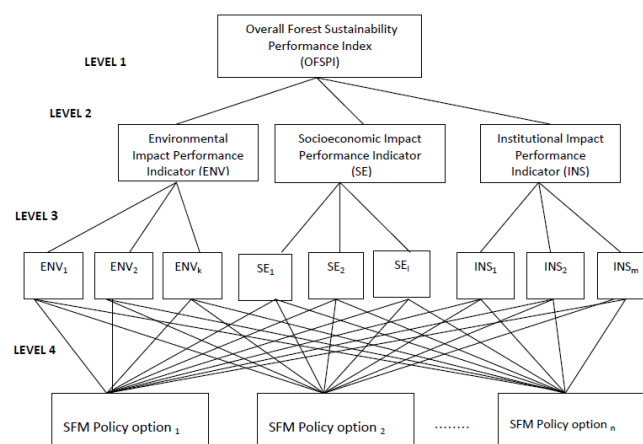 Overall Forest Sustainability
Performance Index
(OFSPI)
LEVEL 1
LEVEL 2
Environmental
Impact Performance
Indicator (ENV)
Socioeconomic Impact
Performance Indicator
(SE)
Institutional Impact
Performance
Indicator (INS)
LEVEL 3
ENV1
ENV2
ENVk
SE1
SE2
SEl
INS1
INS2
INSm
LEVEL 4
SFM Policy option 1
SFM Policy option 2
........
SFM Policy option n